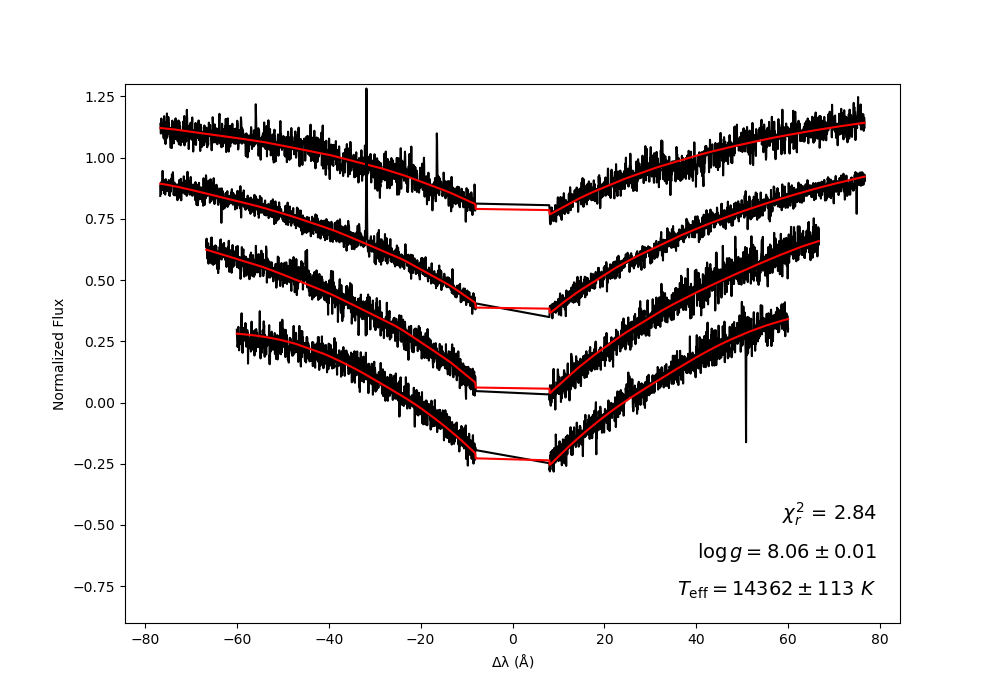 1.25
1.00
0.75
0.50
0.25
0.00
−0.25
−0.50
−0.75
Normalized Flux
χ²ᵣ = 2.84
log g = 8.06 ± 0.01
T_eff = 14362 ± 113 K
−80 −60 −40 −20 0 20 40 60 80
Δλ (Å)